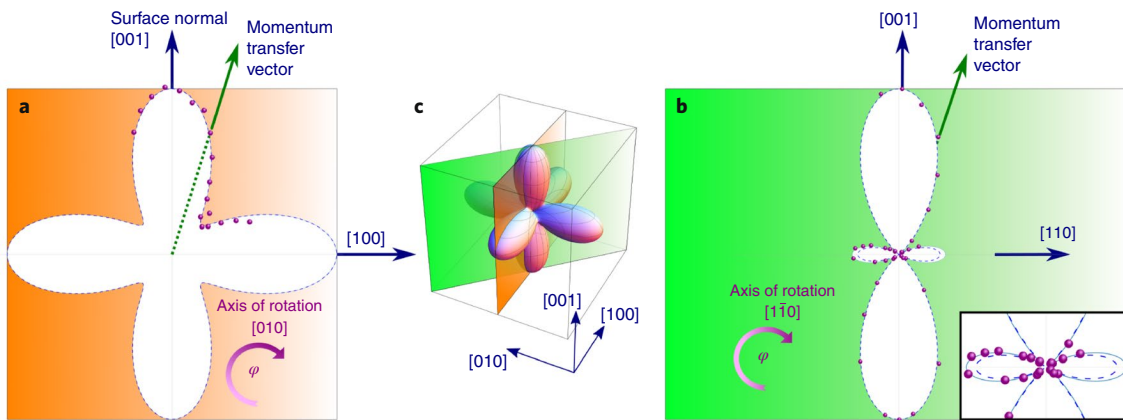 Surface normal
[001]
Momentum
transfer
vector
a
[100]
Axis of rotation
[010]
φ
c
[001]
[100]
[010]
[001]
Momentum
transfer
vector
b
[110]
Axis of rotation
[11̄0]
φ